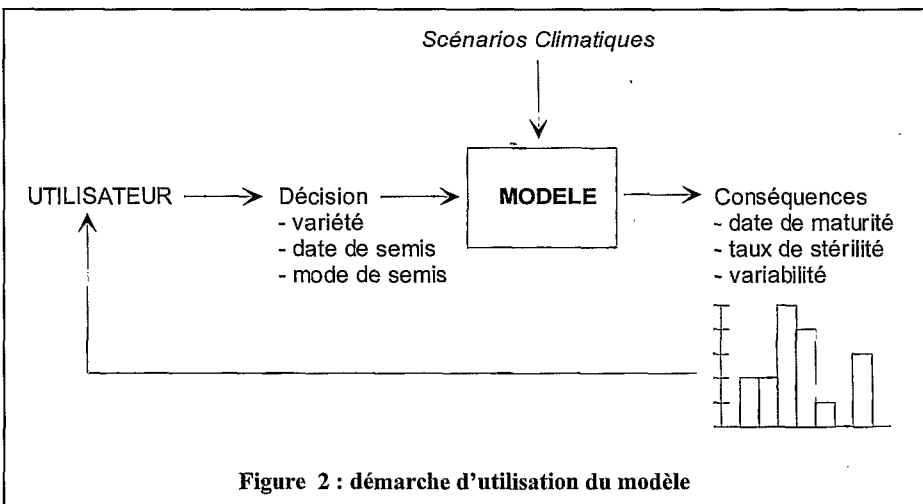 Scénarios Climatiques
UTILISATEUR
Décision
- variété
- date de semis
- mode de semis
MODELE
Conséquences
- date de maturité
- taux de stérilité
- variabilité
Figure 2 : démarche d'utilisation du modèle